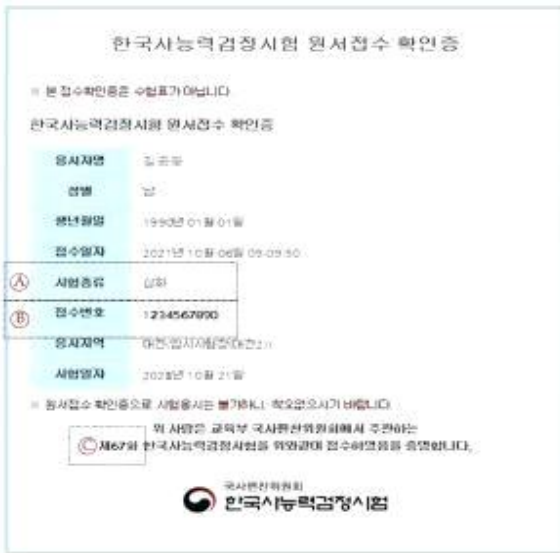 한국사능력검정시험 원서접수 확인증
※ 본 접수확인증은 수험표가 아닙니다
한국사능력검정시험 원서접수 확인증
응시자명
성별 남
생년월일 1990년 01월 01일
접수일자 2021년 10월 06일 09:09:50
Ⓐ 시험종류 심화
Ⓑ 접수번호 1234567890
응시지역
시험일자 2023년 10월 21일
※ 원서접수 확인증으로 시험응시는 불가하니, 착오없으시기 바랍니다.
위 사람은 교육부 국사편찬위원회에서 주관하는
Ⓒ 제67회 한국사능력검정시험을 위와같이 접수하였음을 증명합니다.
국사편찬위원회
한국사능력검정시험